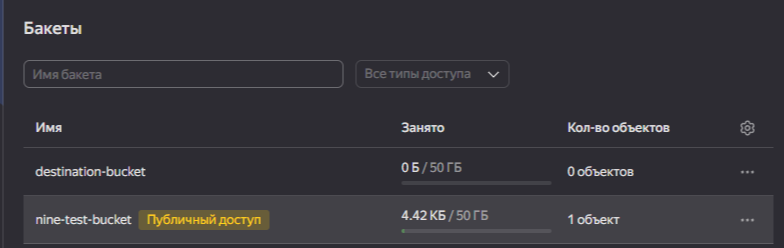 Бакеты
Имя бакета
Все типы доступа
Имя Занято Кол-во объектов
destination-bucket 0 Б / 50 ГБ 0 объектов
nine-test-bucket Публичный доступ 4.42 КБ / 50 ГБ 1 объект